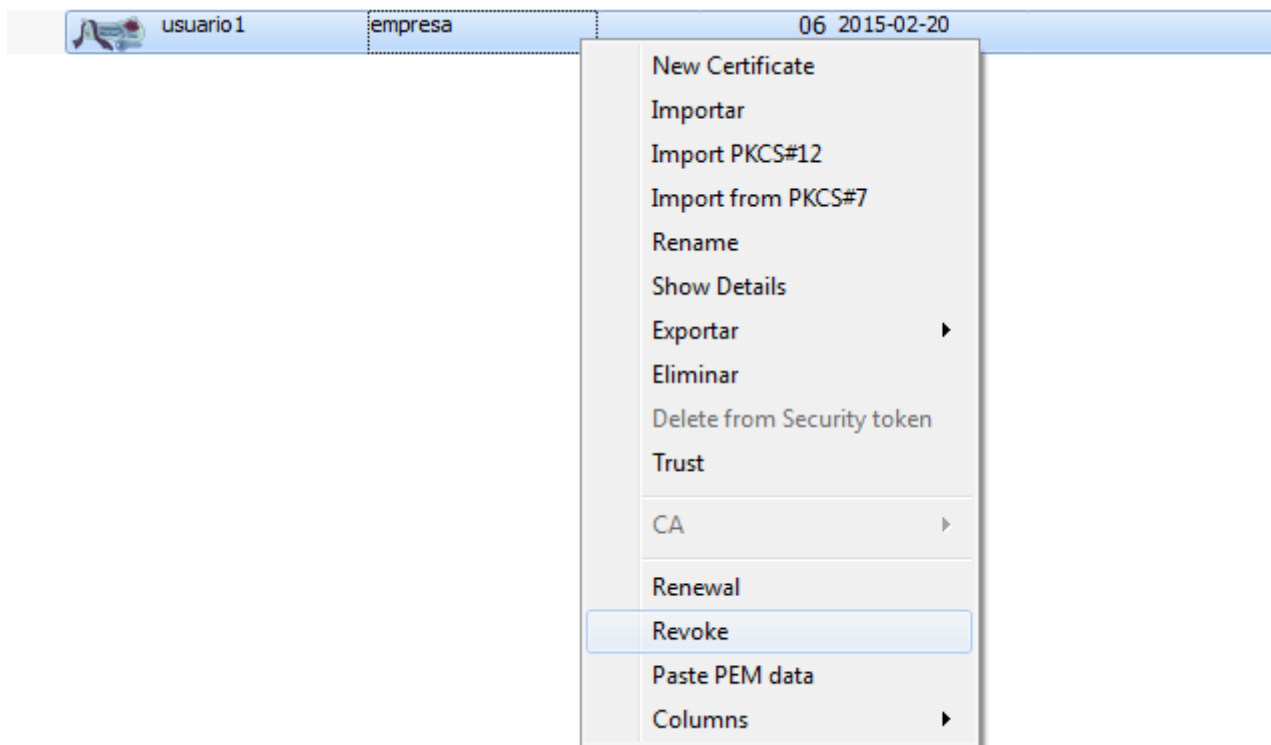 usuario1 empresa 06 2015-02-20
New Certificate
Importar
Import PKCS#12
Import from PKCS#7
Rename
Show Details
Exportar
Eliminar
Delete from Security token
Trust
CA
Renewal
Revoke
Paste PEM data
Columns